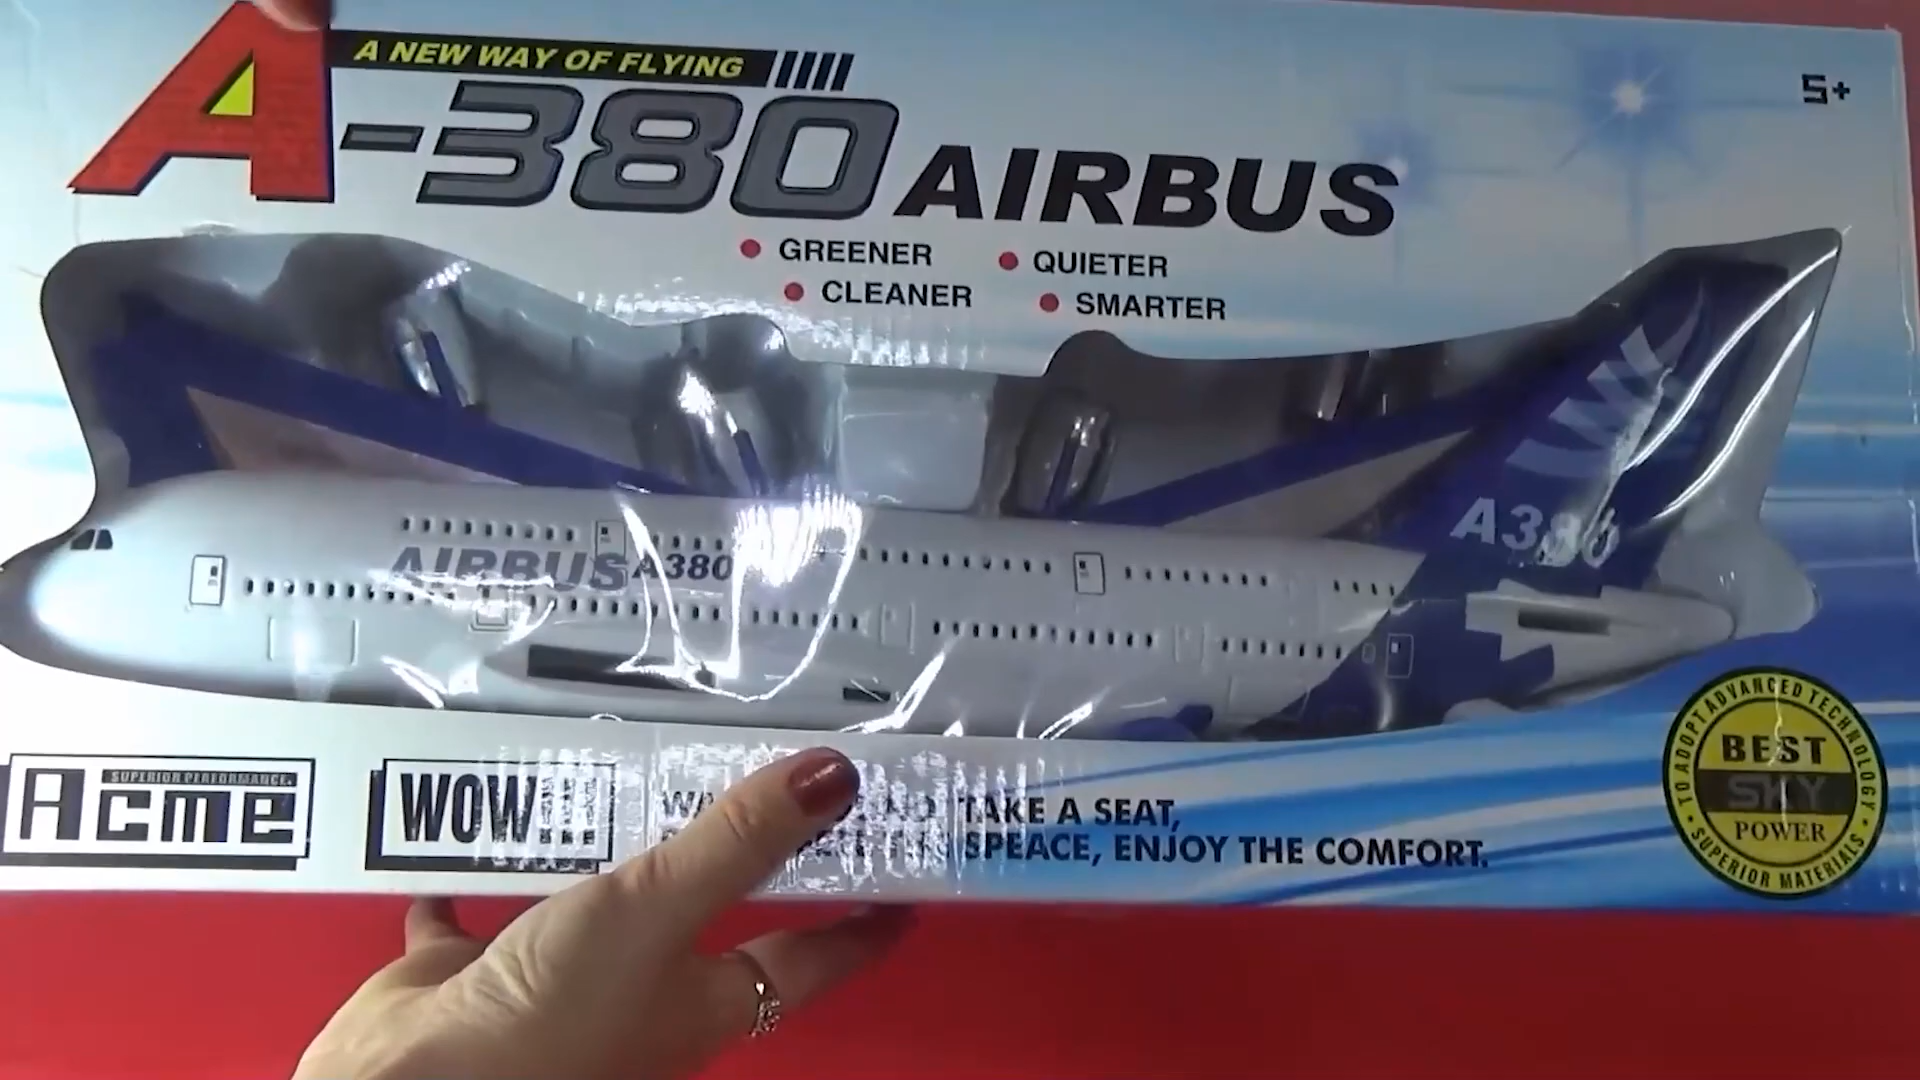 A NEW WAY OF FLYING
A-380 AIRBUS
5+
GREENER
QUIETER
CLEANER
SMARTER
A380
AIRBUS A380
SUPERIOR PERFORMANCE.
Acme
WOW!!!
TAKE A SEAT,
SPEACE, ENJOY THE COMFORT.
TO ADOPT ADVANCED TECHNOLOGY
BEST
SKY
POWER
SUPERIOR MATERIALS